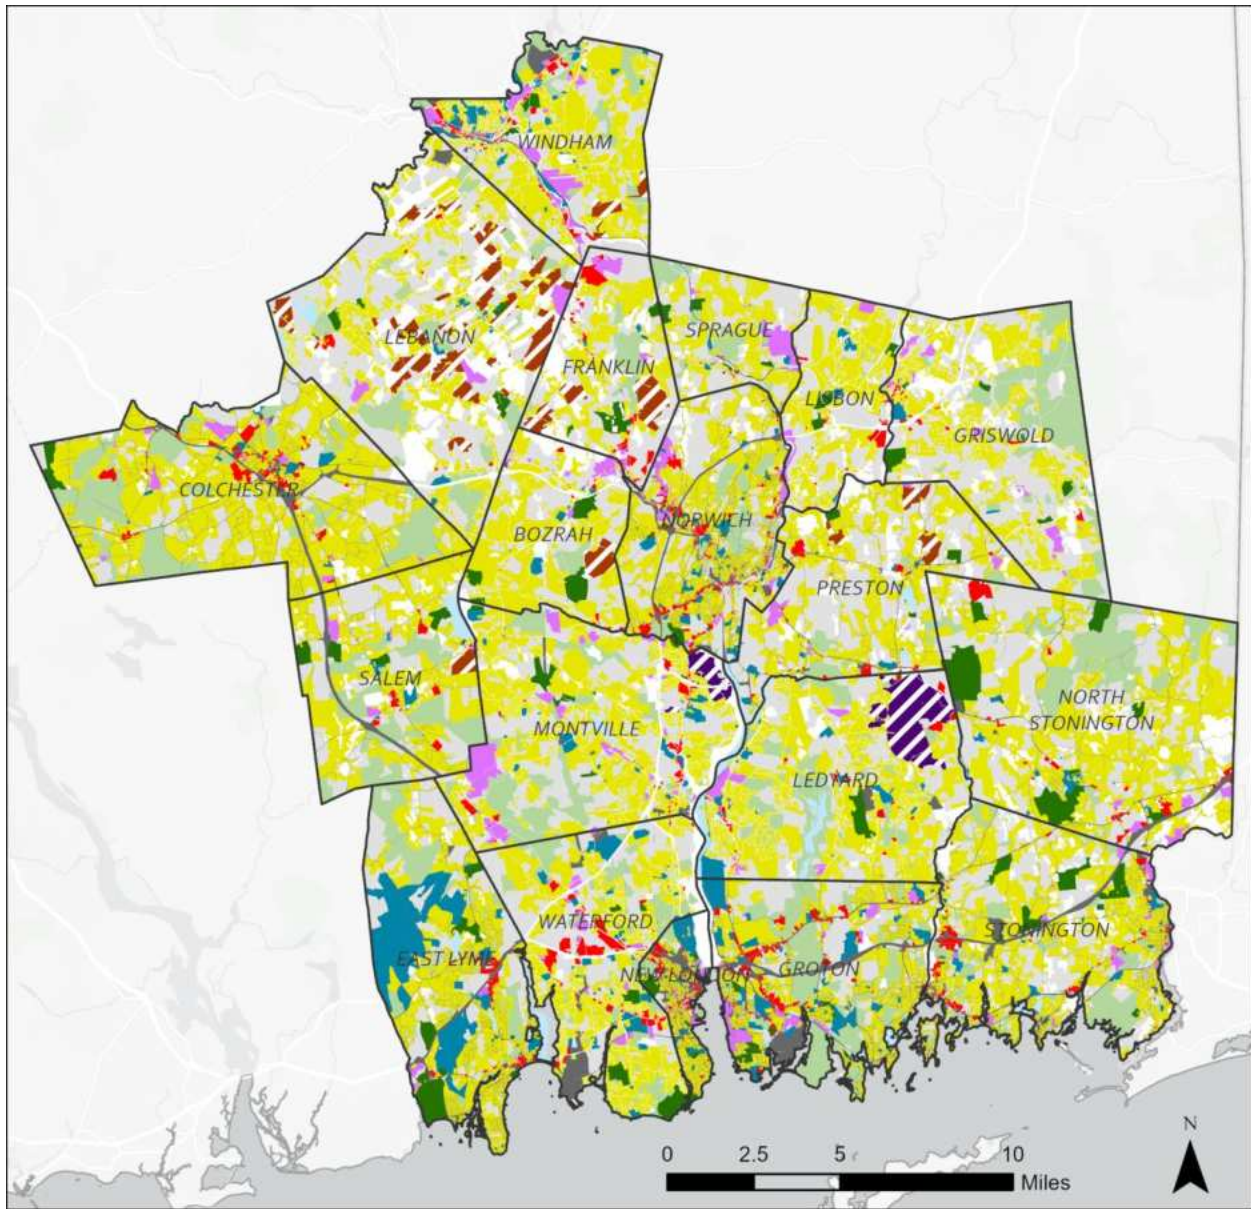 WINDHAM
LEBANON
FRANKLIN
SPRAGUE
LISBON
GRISWOLD
COLCHESTER
BOZRAH
NORWICH
PRESTON
SALEM
MONTVILLE
NORTH
STONINGTON
LEDYARD
WATERFORD
EAST LYME
NEW LONDON
GROTON
STONINGTON
N
0 2.5 5 10
Miles